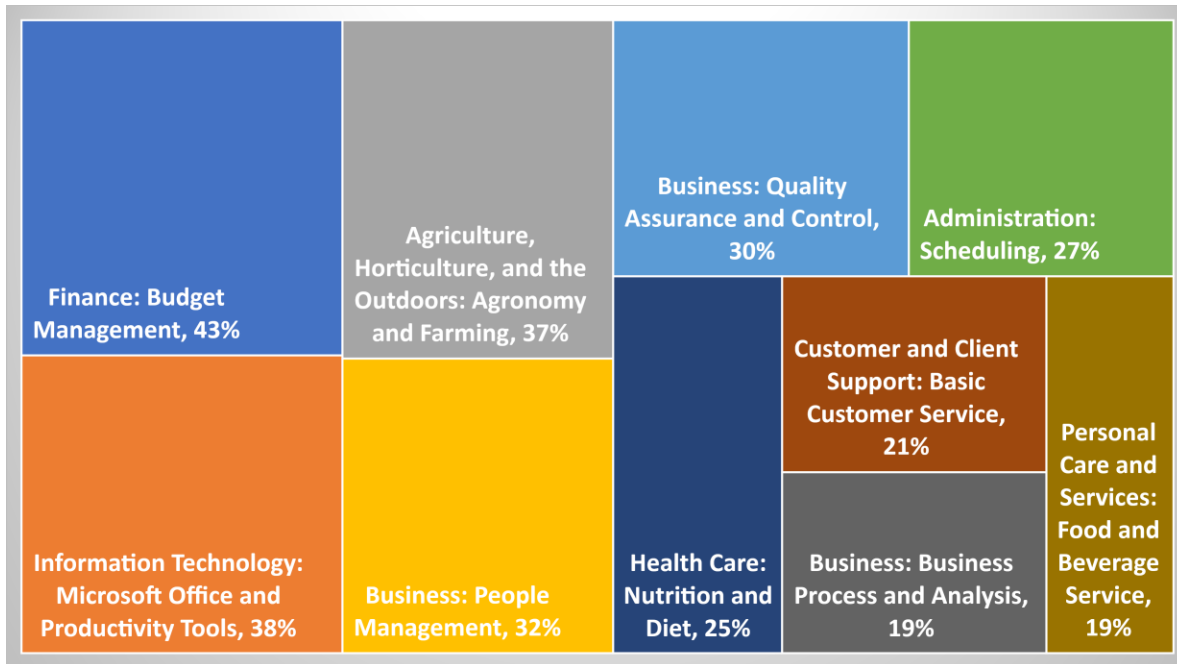 Finance: Budget
Management, 43%
Information Technology:
Microsoft Office and
Productivity Tools, 38%
Agriculture,
Horticulture, and the
Outdoors: Agronomy
and Farming, 37%
Business: People
Management, 32%
Business: Quality
Assurance and Control,
30%
Administration:
Scheduling, 27%
Health Care:
Nutrition and
Diet, 25%
Customer and Client
Support: Basic
Customer Service,
21%
Business: Business
Process and Analysis,
19%
Personal
Care and
Services:
Food and
Beverage
Service,
19%